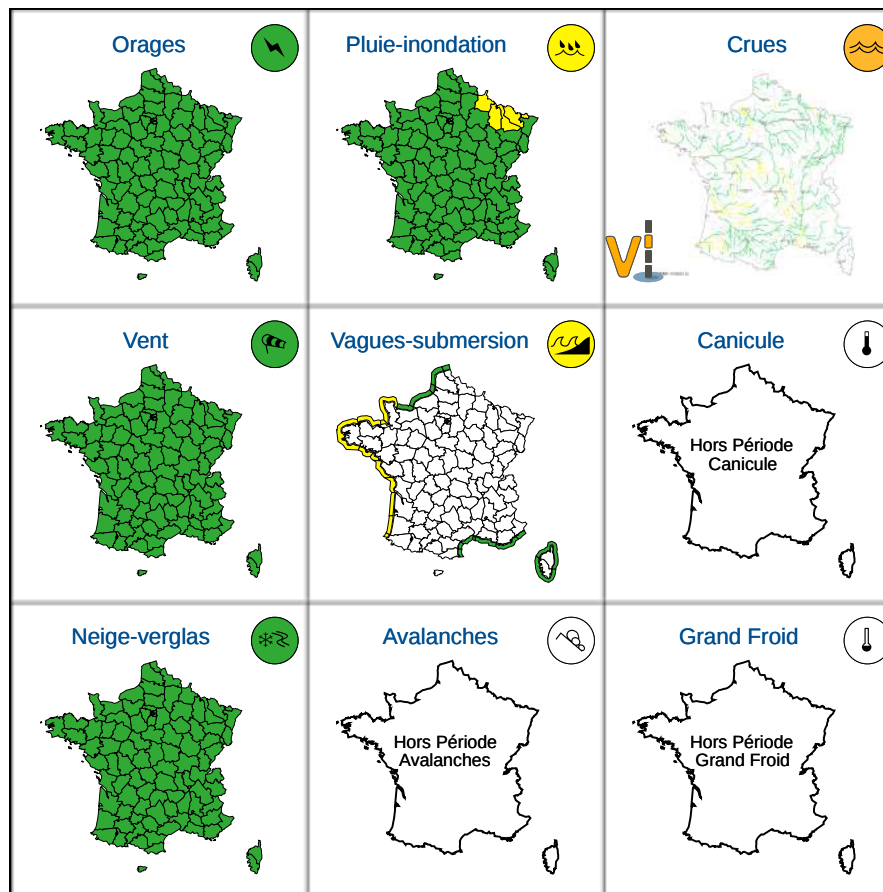 Orages
Pluie-inondation
Crues
Vi
Vent
Vagues-submersion
Canicule
Hors Période
Canicule
Neige-verglas
Avalanches
Grand Froid
Hors Période
Avalanches
Hors Période
Grand Froid